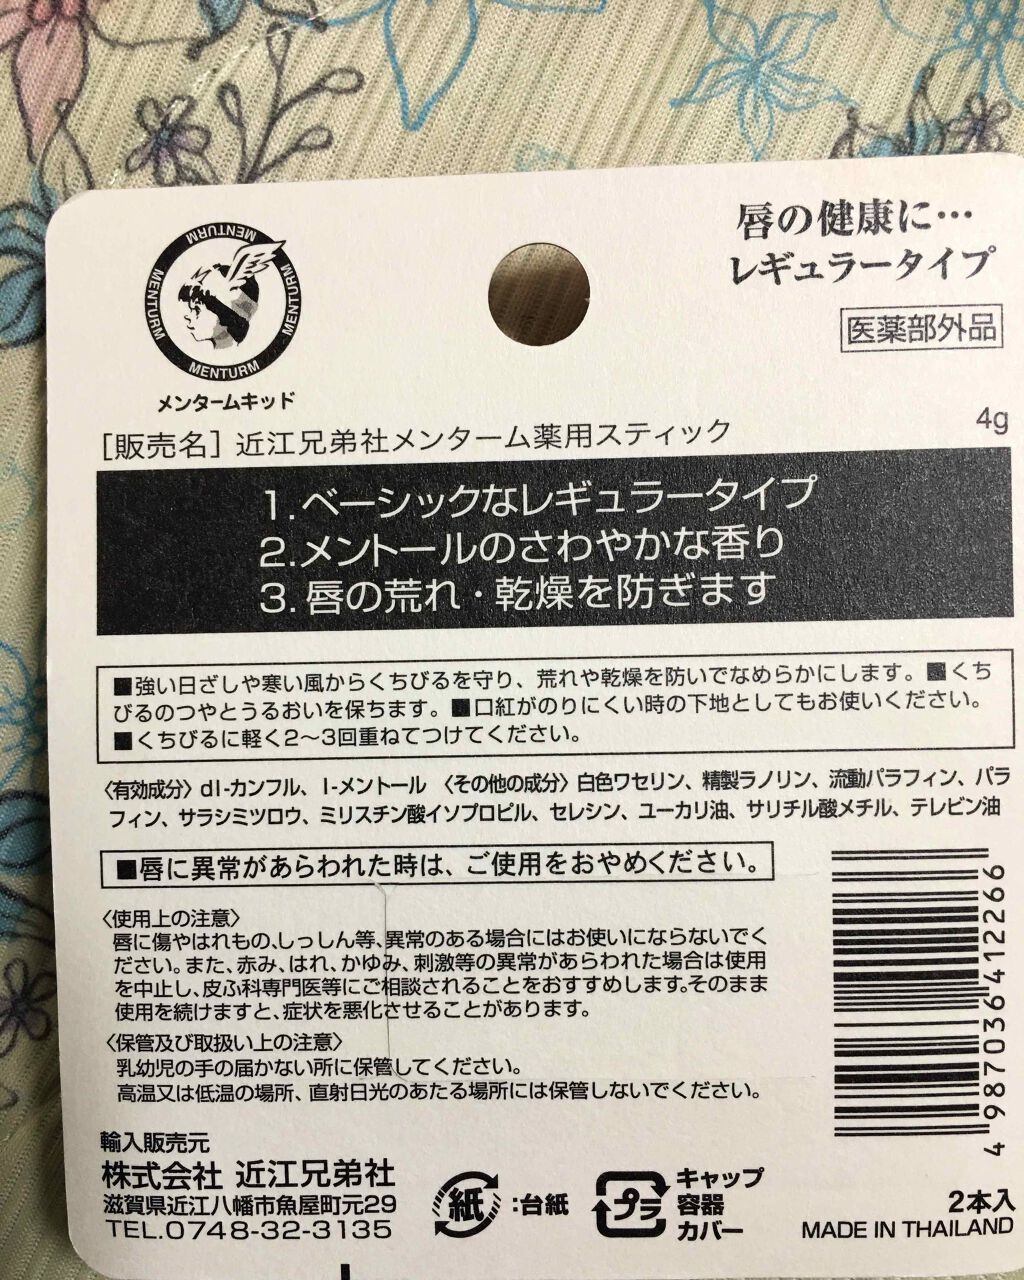 MENTURM
MENTURM
MENTURM
MENTURM
メンタームキッド
唇の健康に…
レギュラータイプ
医薬部外品
4g
[販売名] 近江兄弟社メンターム薬用スティック
1.ベーシックなレギュラータイプ
2.メントールのさわやかな香り
3.唇の荒れ・乾燥を防ぎます
■強い日ざしや寒い風からくちびるを守り、荒れや乾燥を防いでなめらかにします。■くち
びるのつやとうるおいを保ちます。■口紅がのりにくい時の下地としてもお使いください。
■くちびるに軽く2〜3回重ねてつけてください。
〈有効成分〉dl-カンフル、l-メントール 〈その他の成分〉白色ワセリン、精製ラノリン、流動パラフィン、パラ
フィン、サラシミツロウ、ミリスチン酸イソプロピル、セレシン、ユーカリ油、サリチル酸メチル、テレビン油
■唇に異常があらわれた時は、ご使用をおやめください。
〈使用上の注意〉
唇に傷やはれもの、しっしん等、異常のある場合にはお使いにならないでく
ださい。また、赤み、はれ、かゆみ、刺激等の異常があらわれた場合は使用
を中止し、皮ふ科専門医等にご相談されることをおすすめします。そのまま
使用を続けますと、症状を悪化させることがあります。
〈保管及び取扱い上の注意〉
乳幼児の手の届かない所に保管してください。
高温又は低温の場所、直射日光のあたる場所には保管しないでください。
4987036412266
輸入販売元
株式会社 近江兄弟社
滋賀県近江八幡市魚屋町元29
TEL.0748-32-3135
紙:台紙
プラ
キャップ
容器
カバー
2本入
MADE IN THAILAND